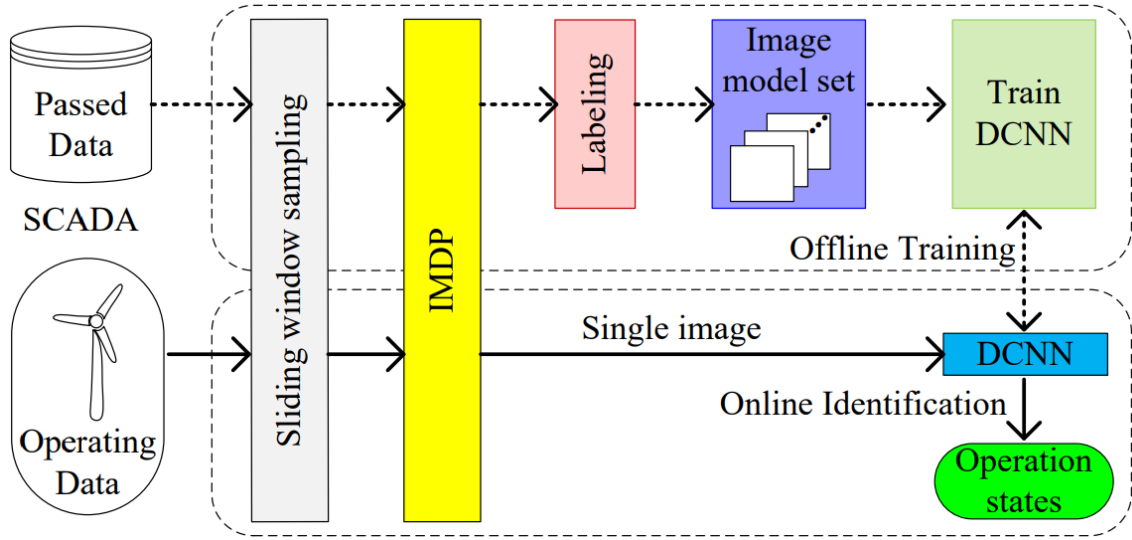 Passed
Data
SCADA
Operating
Data
Sliding window sampling
IMDP
Labeling
Image
model set
Train
DCNN
Offline Training
Single image
DCNN
Online Identification
Operation
states